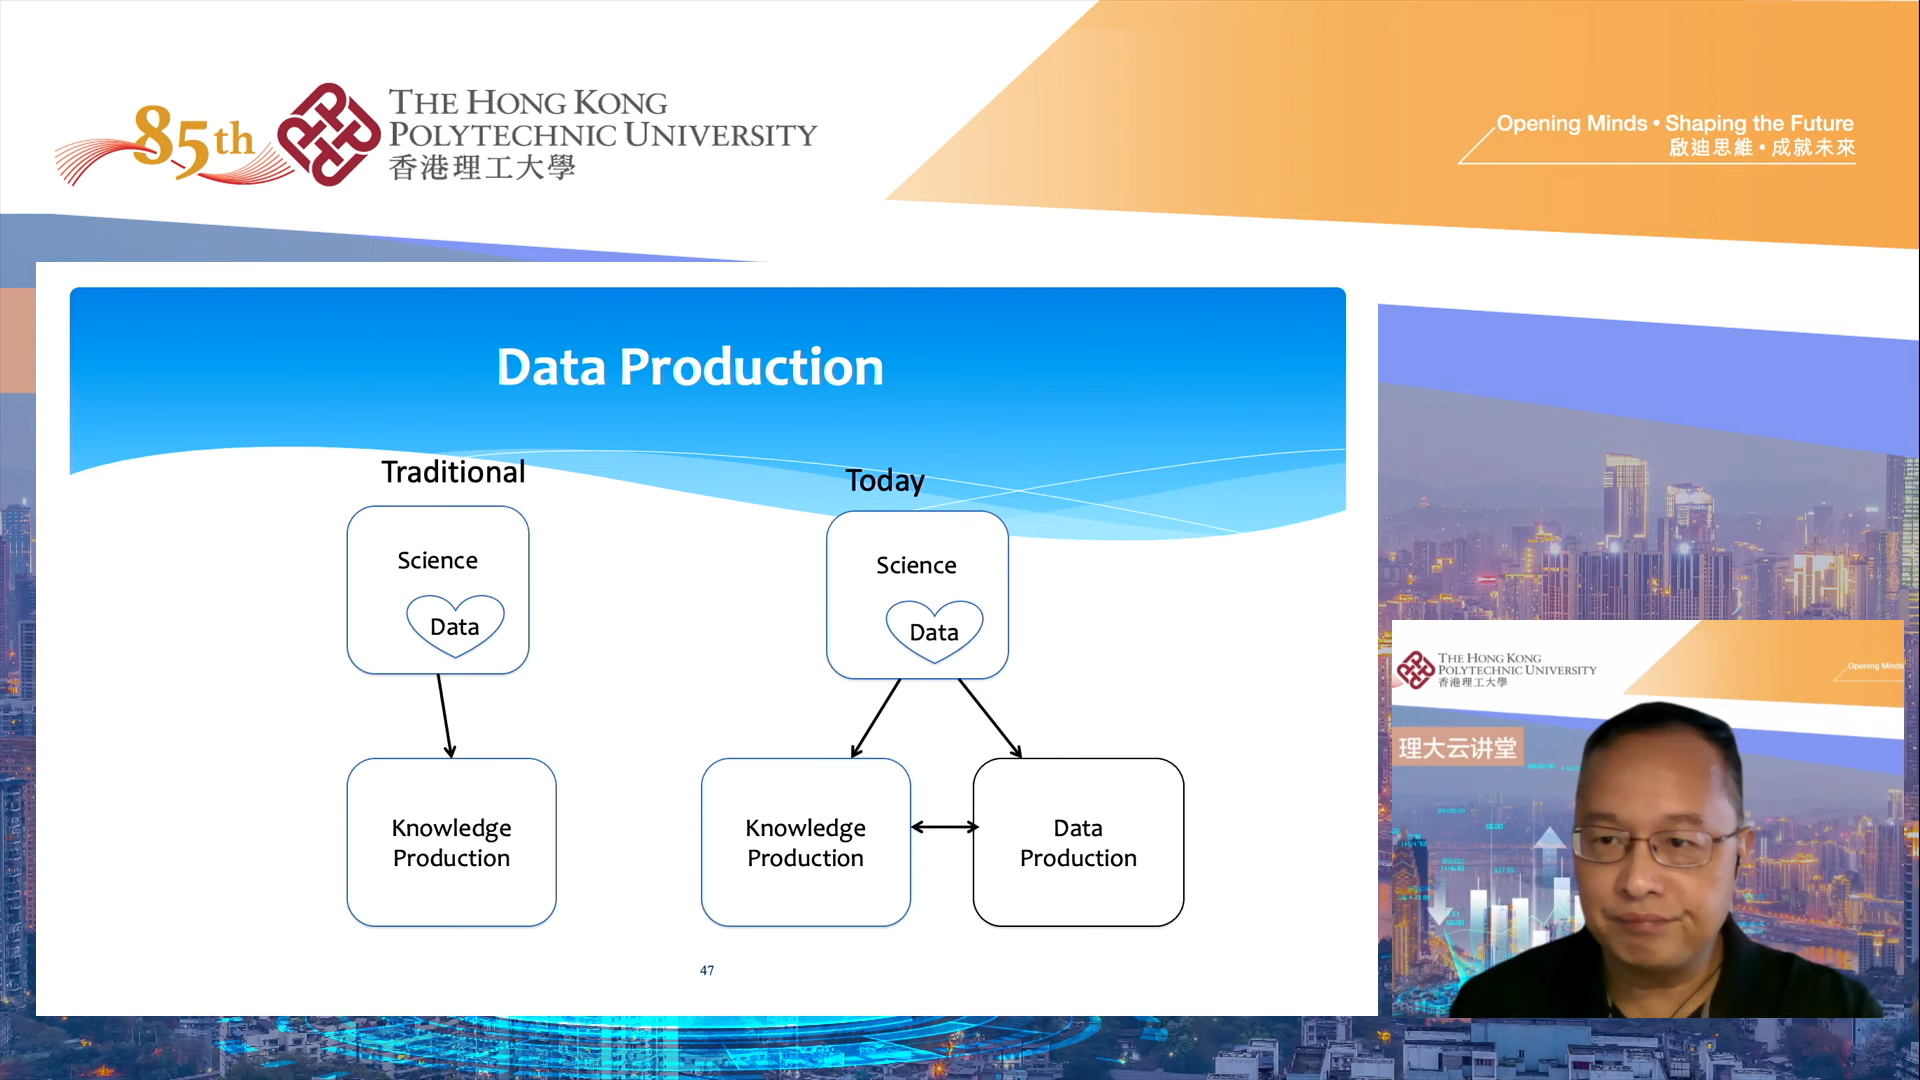 85th
THE HONG KONG
POLYTECHNIC UNIVERSITY
香港理工大學
Opening Minds • Shaping the Future
啟迪思維 • 成就未來
Data Production
Traditional
Today
Science
Data
Science
Data
Knowledge
Production
Knowledge
Production
Data
Production
47
THE HONG KONG
POLYTECHNIC UNIVERSITY
香港理工大學
Opening Minds
理大云讲堂